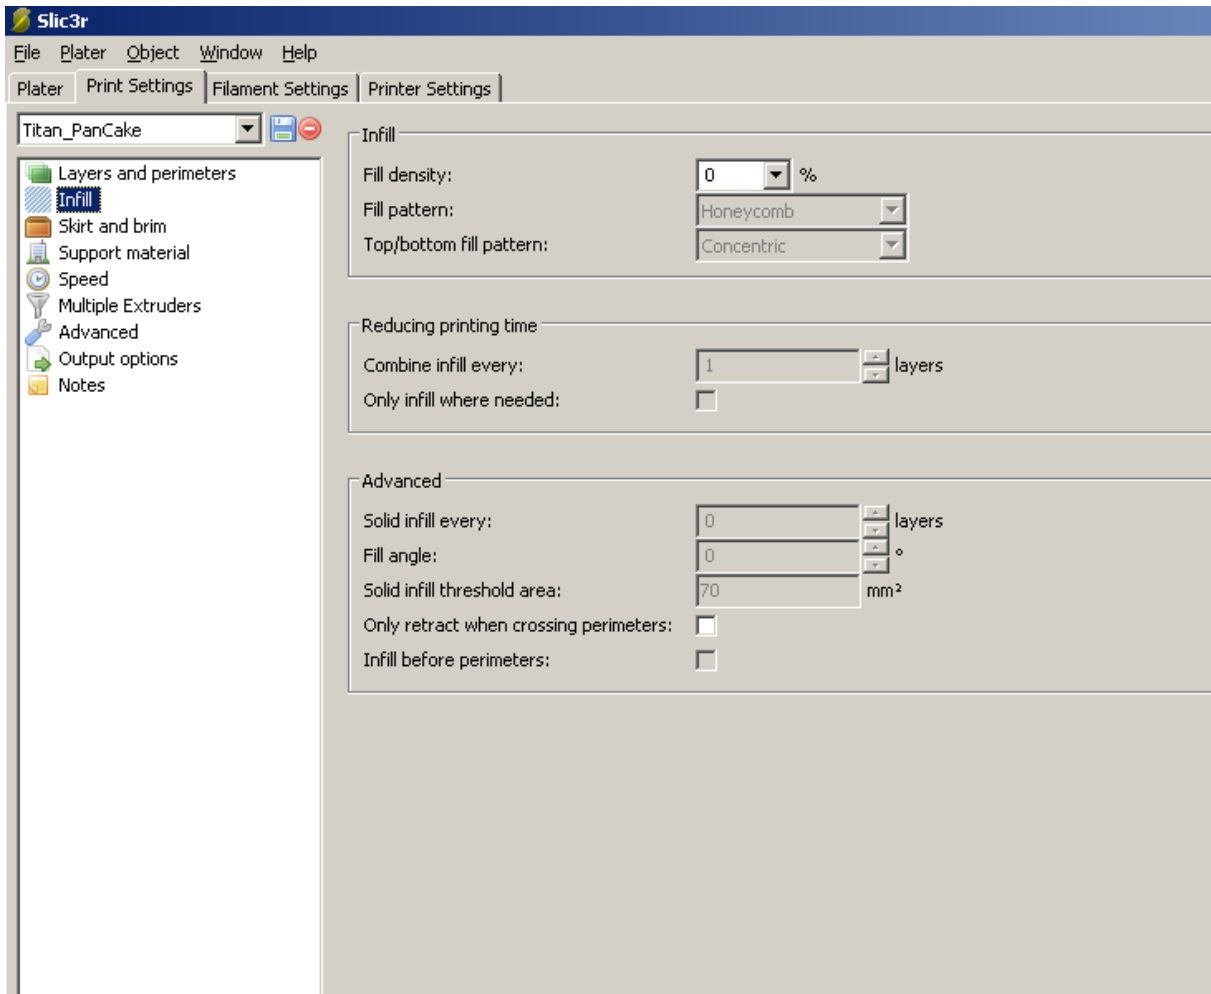 Slic3r
File Plater Object Window Help
Plater Print Settings Filament Settings Printer Settings
Titan_PanCake
Layers and perimeters
Infill
Skirt and brim
Support material
Speed
Multiple Extruders
Advanced
Output options
Notes
Infill
Fill density: 0 %
Fill pattern: Honeycomb
Top/bottom fill pattern: Concentric
Reducing printing time
Combine infill every: 1 layers
Only infill where needed:
Advanced
Solid infill every: 0 layers
Fill angle: 0 °
Solid infill threshold area: 70 mm²
Only retract when crossing perimeters:
Infill before perimeters: